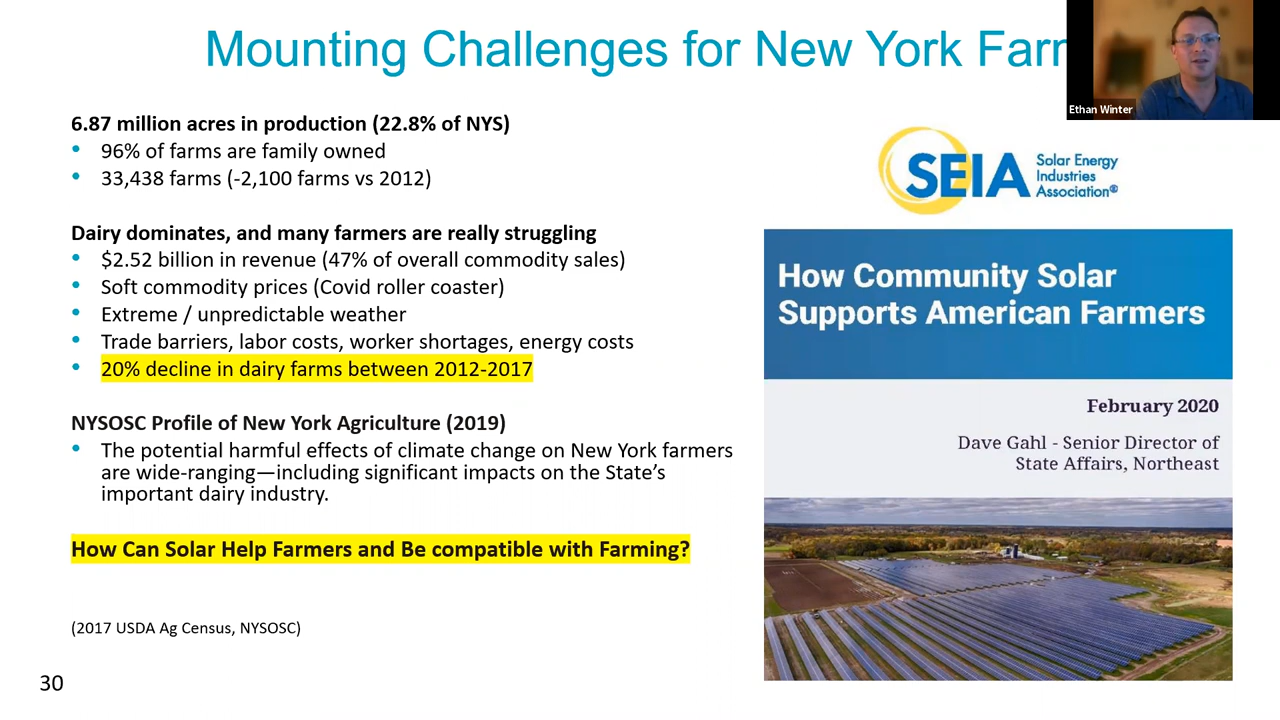 Mounting Challenges for New York Farr
Ethan Winter
6.87 million acres in production (22.8% of NYS)
• 96% of farms are family owned
• 33,438 farms (-2,100 farms vs 2012)
Dairy dominates, and many farmers are really struggling
• $2.52 billion in revenue (47% of overall commodity sales)
• Soft commodity prices (Covid roller coaster)
• Extreme / unpredictable weather
• Trade barriers, labor costs, worker shortages, energy costs
• 20% decline in dairy farms between 2012-2017
NYSOSC Profile of New York Agriculture (2019)
• The potential harmful effects of climate change on New York farmers
are wide-ranging—including significant impacts on the State's
important dairy industry.
How Can Solar Help Farmers and Be compatible with Farming?
(2017 USDA Ag Census, NYSOSC)
30
SEIA
Solar Energy
Industries
Association®
How Community Solar
Supports American Farmers
February 2020
Dave Gahl - Senior Director of
State Affairs, Northeast